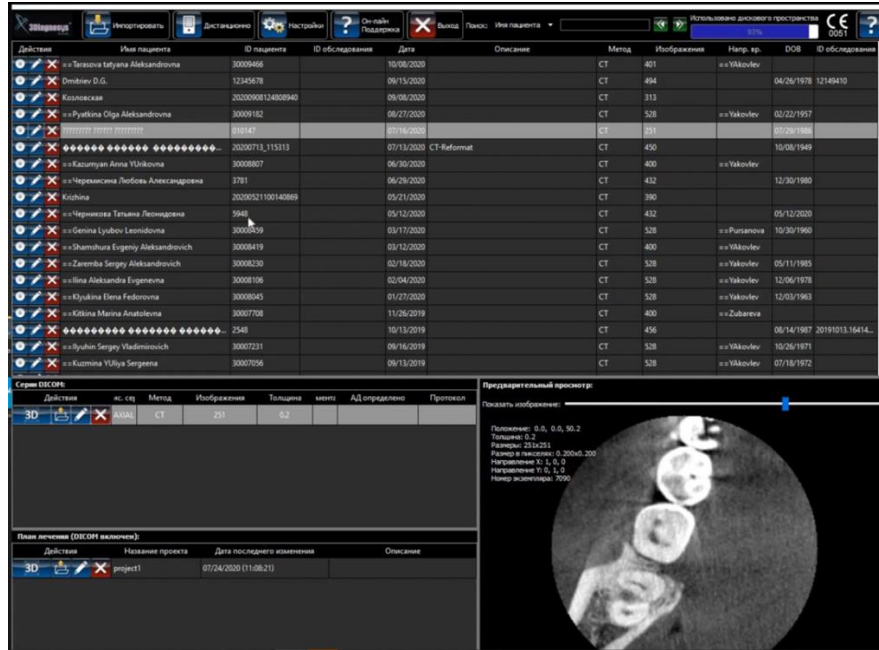 3Diagnosys Импортировать Дистанционно Настройки Он-лайн Поддержка Выход Поиск: Имя пациента Использовано дискового пространства 93% CE 0051
Действия Имя пациента ID пациента ID обследования Дата Описание Метод Изображения Напр. вр. DOB ID обследования
==Tarasova tatyana Aleksandrovna 30009466 10/08/2020 CT 401 ==YAkovlev
Dmitriev D.G. 12345678 09/15/2020 CT 494 04/26/1978 12149410
Козловская 20200908124808940 09/08/2020 CT 313
==Pyatkina Olga Aleksandrovna 30009182 08/27/2020 CT 528 ==Yakovlev 02/22/1957
????????? ?????? ????????? 010147 07/16/2020 CT 251 07/29/1986
������ ������ ���������... 20200713_115313 07/13/2020 CT-Reformat CT 450 10/08/1949
==Kazumyan Anna YUrikovna 30008807 06/30/2020 CT 400 ==Yakovlev
==Черемисина Любовь Александровна 3781 06/29/2020 CT 432 12/30/1980
Krizhina 20200521100140869 05/21/2020 CT 390
==Черникова Татьяна Леонидовна 5948 05/12/2020 CT 432 05/12/2020
==Genina Lyubov Leonidovna 30008459 03/17/2020 CT 528 ==Pursanova 10/30/1960
==Shamshura Evgeniy Aleksandrovich 30008419 03/12/2020 CT 400 ==YAkovlev
==Zaremba Sergey Aleksandrovich 30008230 02/18/2020 CT 528 ==Yakovlev 05/11/1985
==Ilina Aleksandra Evgenevna 30008106 02/04/2020 CT 528 ==Yakovlev 12/06/1978
==Klyukina Elena Fedorovna 30008045 01/27/2020 CT 528 ==YAkovlev 12/03/1963
==Kitkina Marina Anatolevna 30007708 11/26/2019 CT 400 ==Zubareva
���������� ������� ������... 2548 10/13/2019 CT 456 08/14/1987 20191013.16414...
==Ilyuhin Sergey Vladimirovich 30007231 09/16/2019 CT 528 ==YAkovlev 10/26/1971
==Kuzmina YUliya Sergeena 30007056 09/13/2019 CT 528 ==YAkovlev 07/18/1972
Серии DICOM:
Действия яс. сер Метод Изображения Толщина мента АД определено Протокол
3D AXIAL CT 251 0.2
План лечения (DICOM включен):
Действия Название проекта Дата последнего изменения Описание
3D project1 07/24/2020 (11:08:21)
Предварительный просмотр:
Показать изображение:
Положение: 0.0, 0.0, 50.2
Толщина: 0.2
Размеры: 251x251
Размер в пикселях: 0.200x0.200
Направление X: 1, 0, 0
Направление Y: 0, 1, 0
Номер экземпляра: 7090